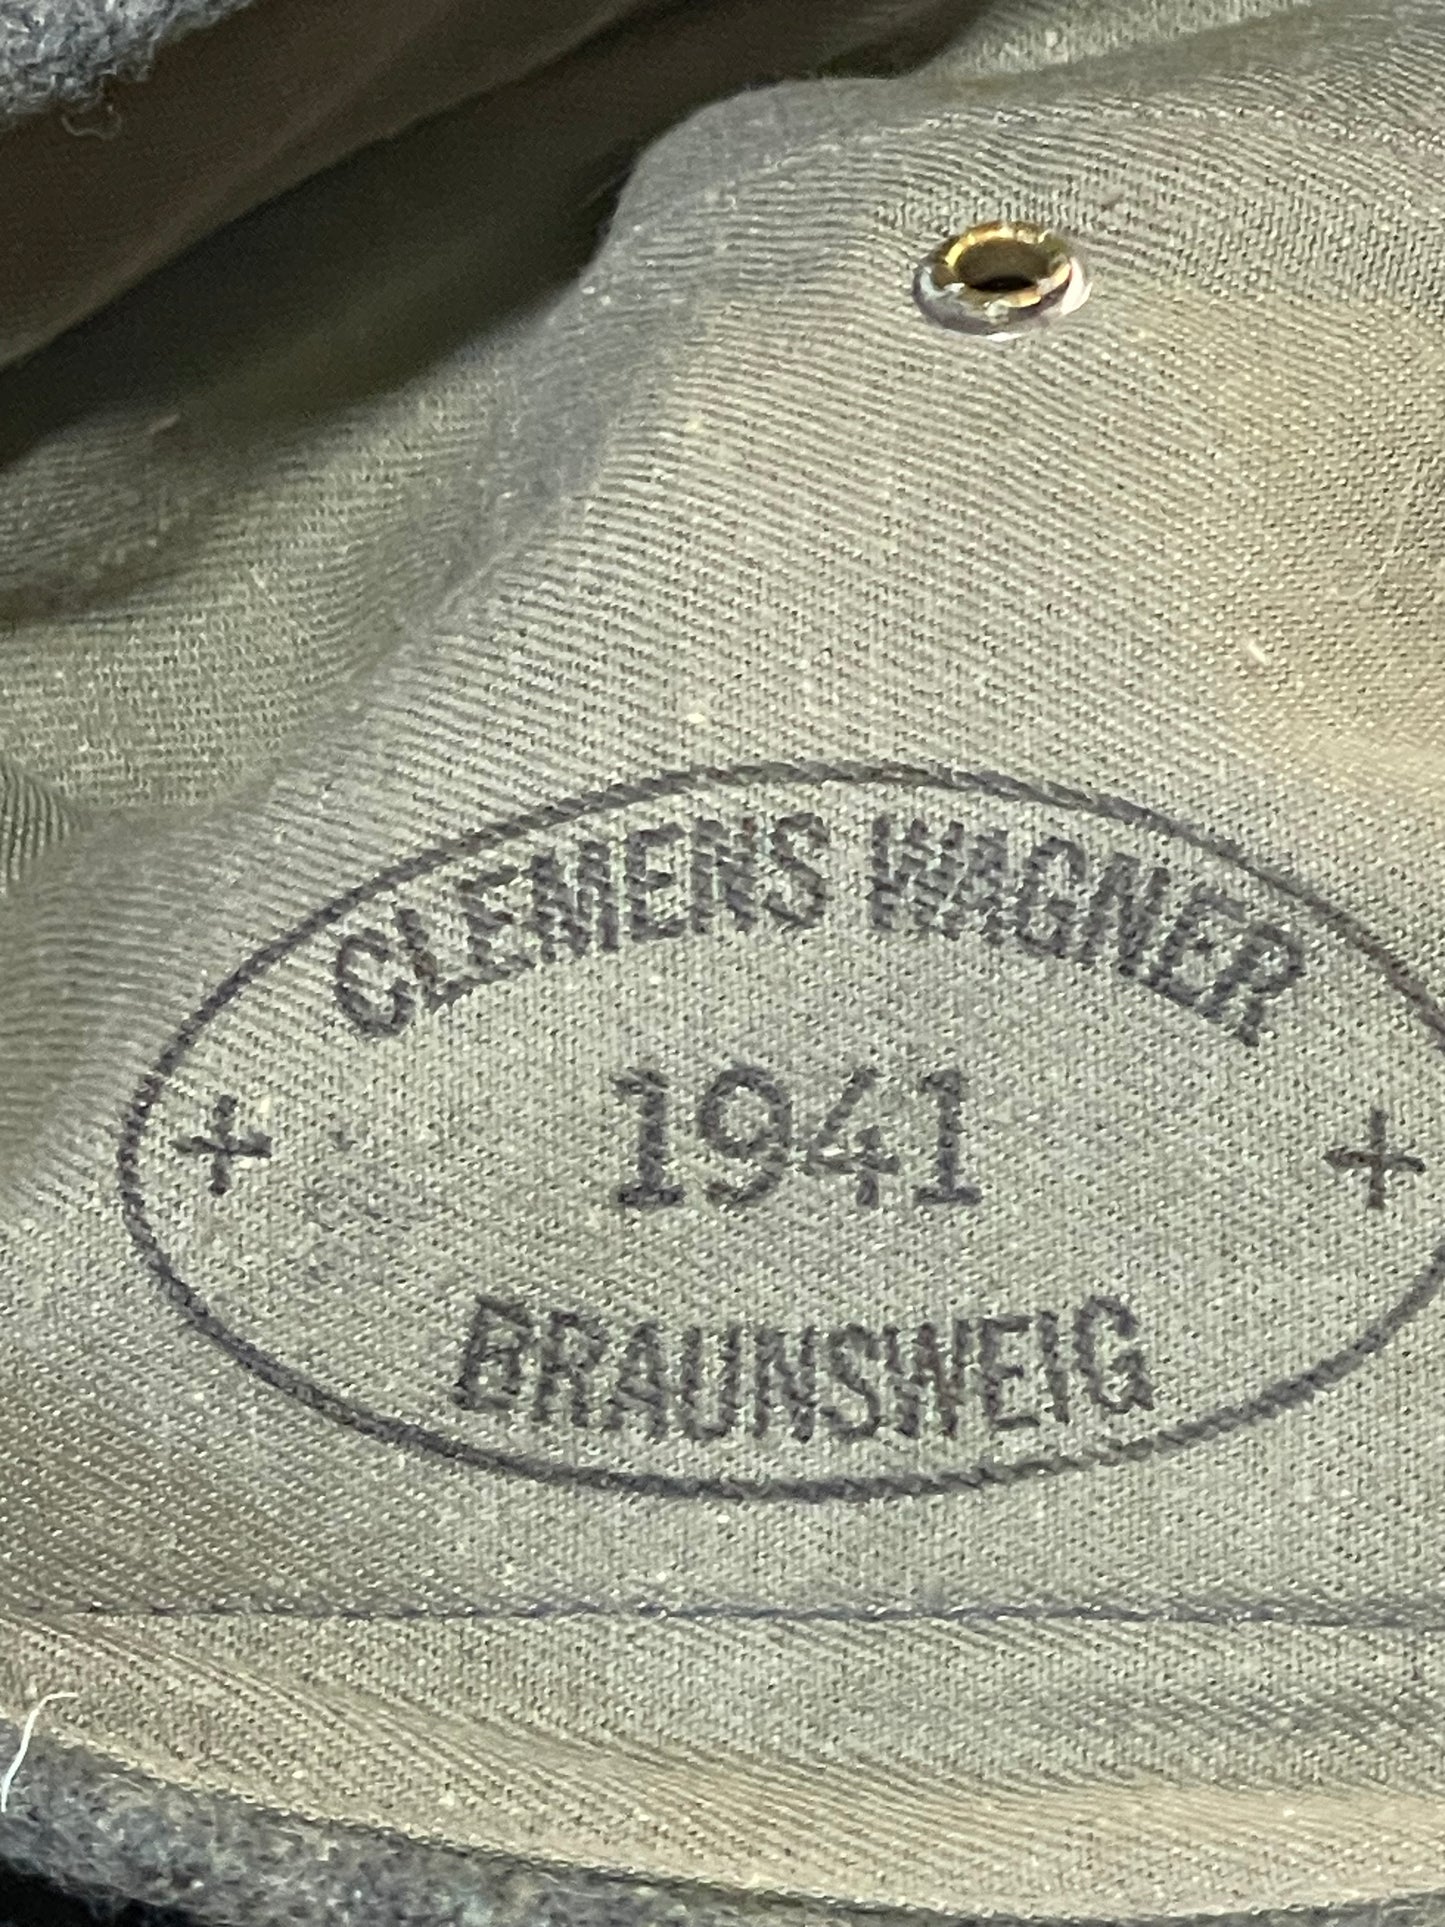 CLEMENS WAGNER
+ 1941 +
BRAUNSWEIG